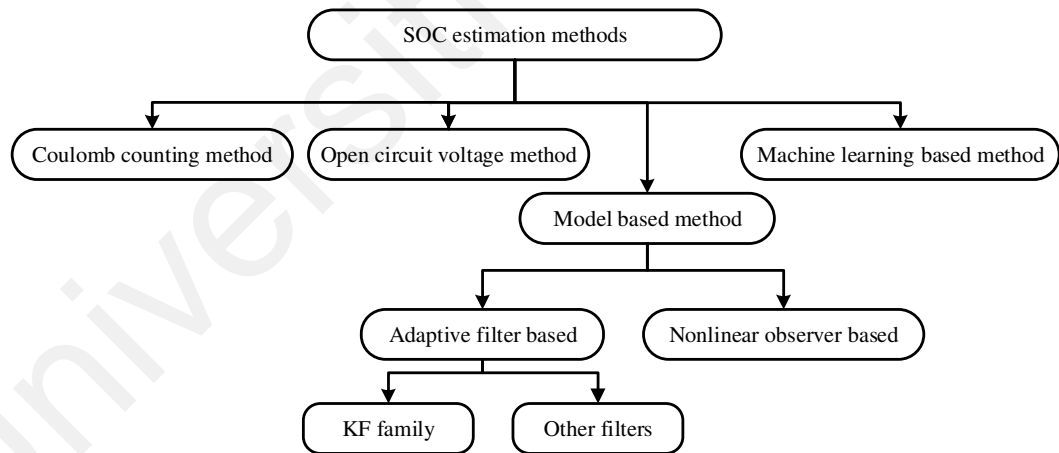 SOC estimation methods
Coulomb counting method
Open circuit voltage method
Machine learning based method
Model based method
Adaptive filter based
Nonlinear observer based
KF family
Other filters
Universiti